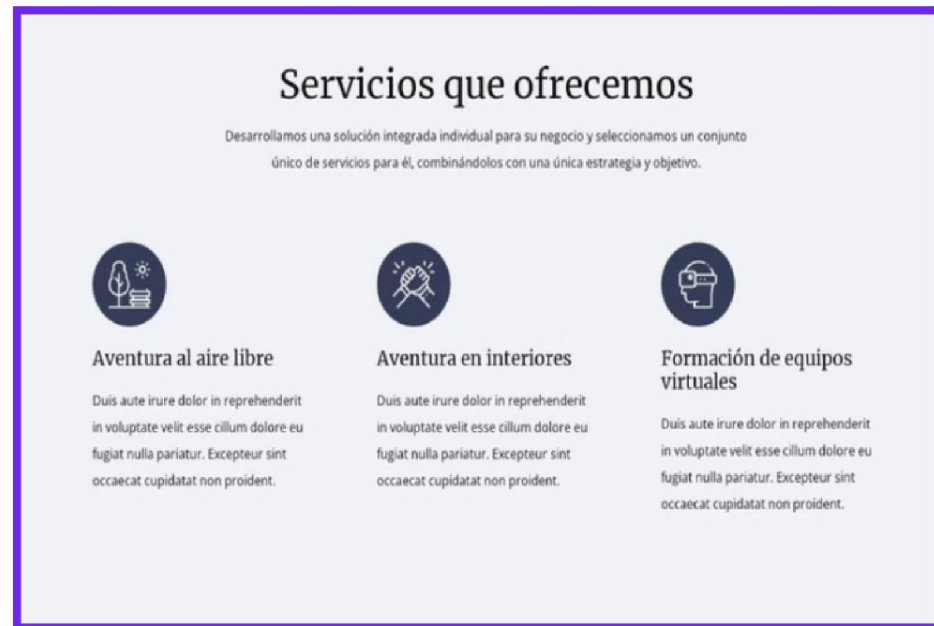 Servicios que ofrecemos
Desarrollamos una solución integrada individual para su negocio y seleccionamos un conjunto
único de servicios para él, combinándolos con una única estrategia y objetivo.
Aventura al aire libre
Duis aute irure dolor in reprehenderit
in voluptate velit esse cillum dolore eu
fugiat nulla pariatur. Excepteur sint
occaecat cupidatat non proident.
Aventura en interiores
Duis aute irure dolor in reprehenderit
in voluptate velit esse cillum dolore eu
fugiat nulla pariatur. Excepteur sint
occaecat cupidatat non proident.
Formación de equipos
virtuales
Duis aute irure dolor in reprehenderit
in voluptate velit esse cillum dolore eu
fugiat nulla pariatur. Excepteur sint
occaecat cupidatat non proident.